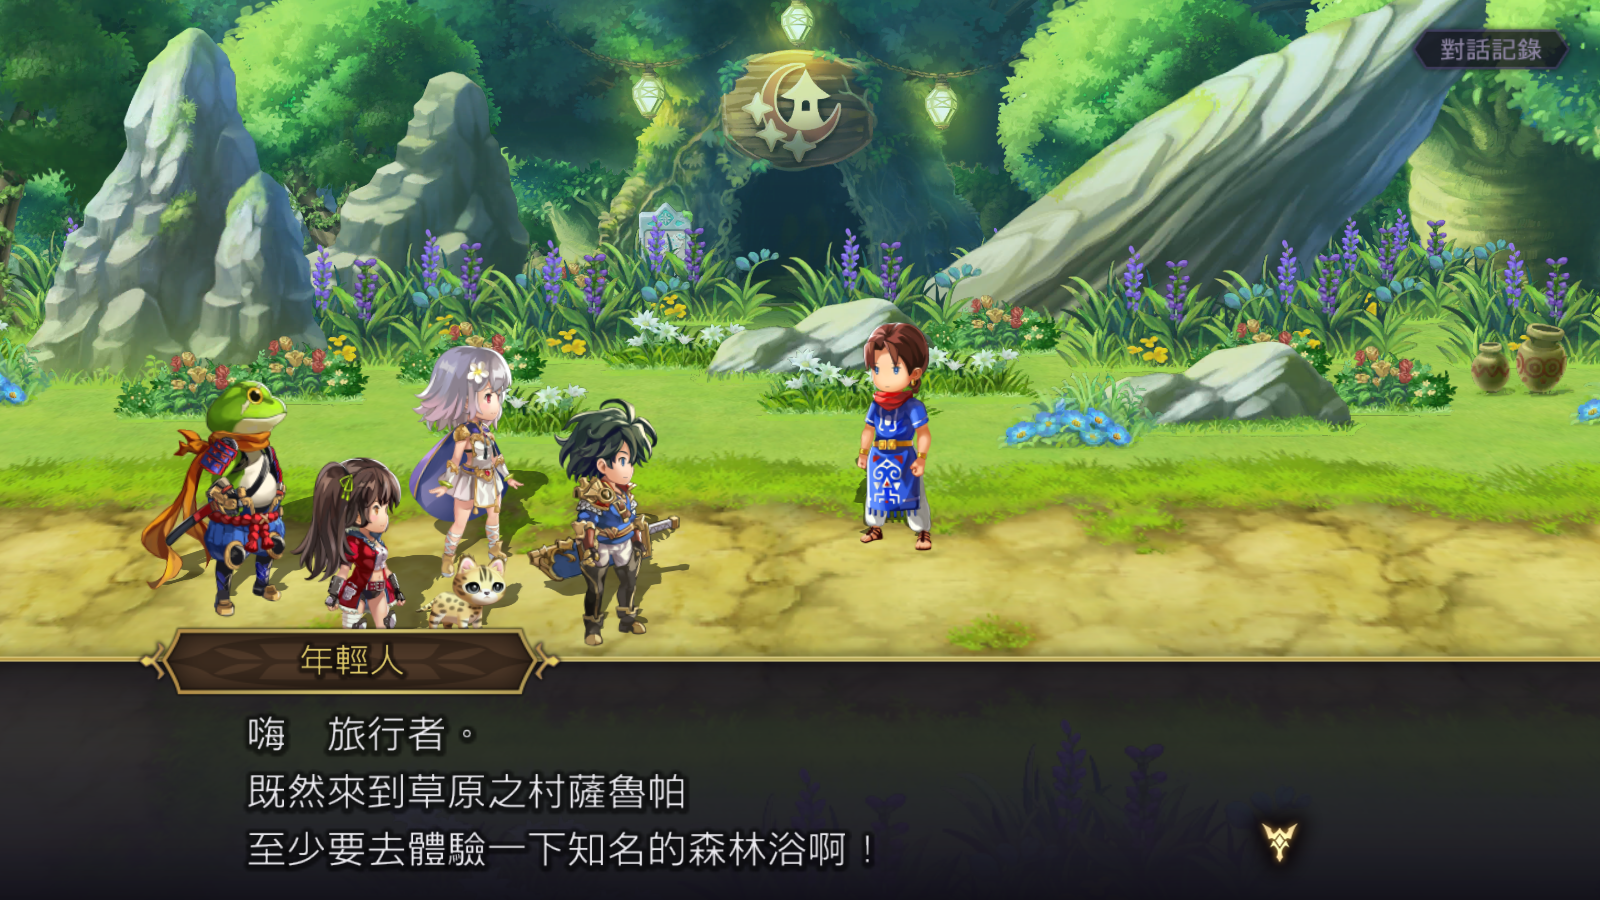 對話記錄
年輕人
嗨　旅行者。
既然來到草原之村薩魯帕
至少要去體驗一下知名的森林浴啊！